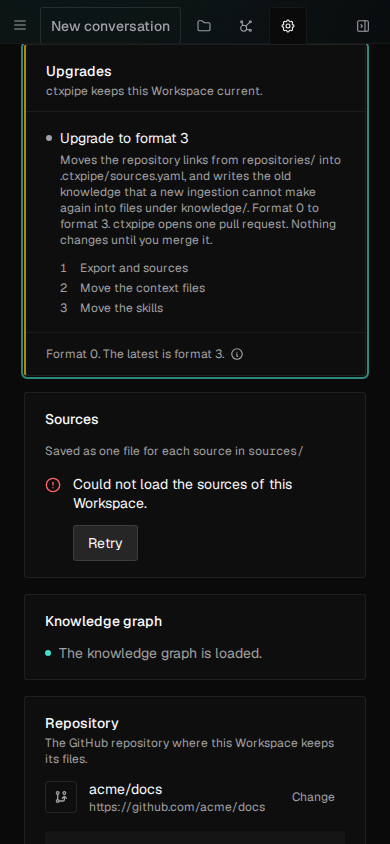 New conversation
Upgrades
ctxpipe keeps this Workspace current.
Upgrade to format 3
Moves the repository links from repositories/ into
.ctxpipe/sources.yaml, and writes the old
knowledge that a new ingestion cannot make
again into files under knowledge/. Format 0 to
format 3. ctxpipe opens one pull request. Nothing
changes until you merge it.
1 Export and sources
2 Move the context files
3 Move the skills
Format 0. The latest is format 3.
Sources
Saved as one file for each source in sources/
Could not load the sources of this
Workspace.
Retry
Knowledge graph
The knowledge graph is loaded.
Repository
The GitHub repository where this Workspace keeps
its files.
acme/docs
https://github.com/acme/docs
Change